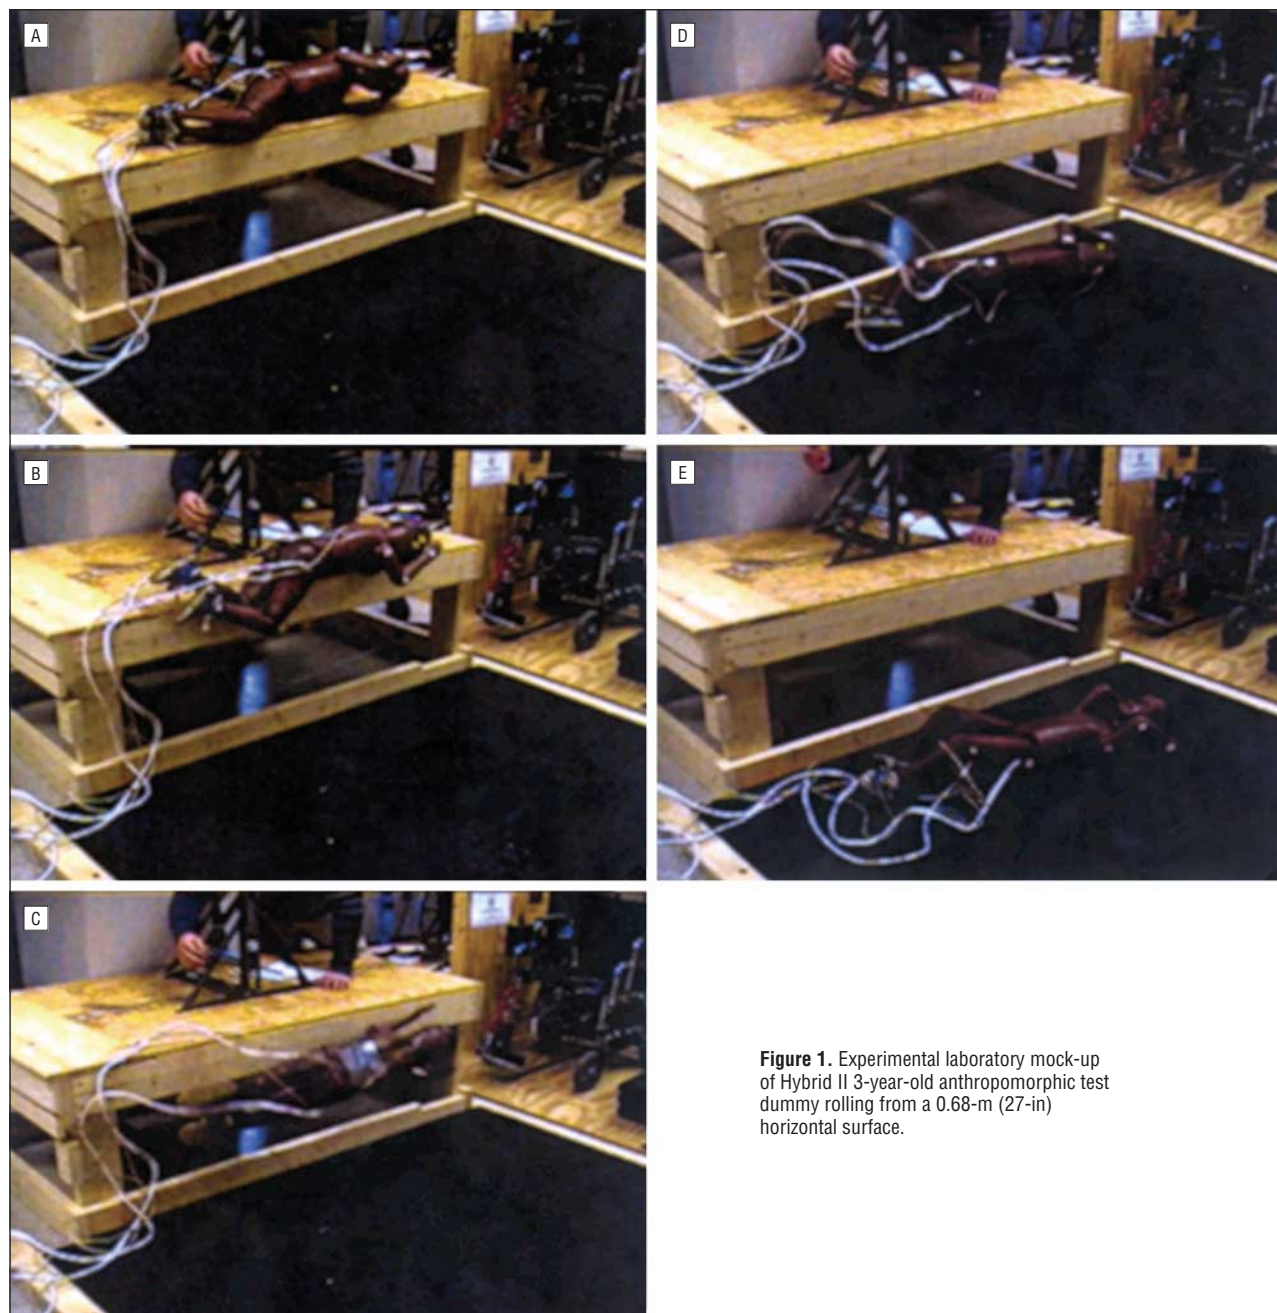 A
D
B
E
C
Figure 1. Experimental laboratory mock-up
of Hybrid II 3-year-old anthropomorphic test
dummy rolling from a 0.68-m (27-in)
horizontal surface.